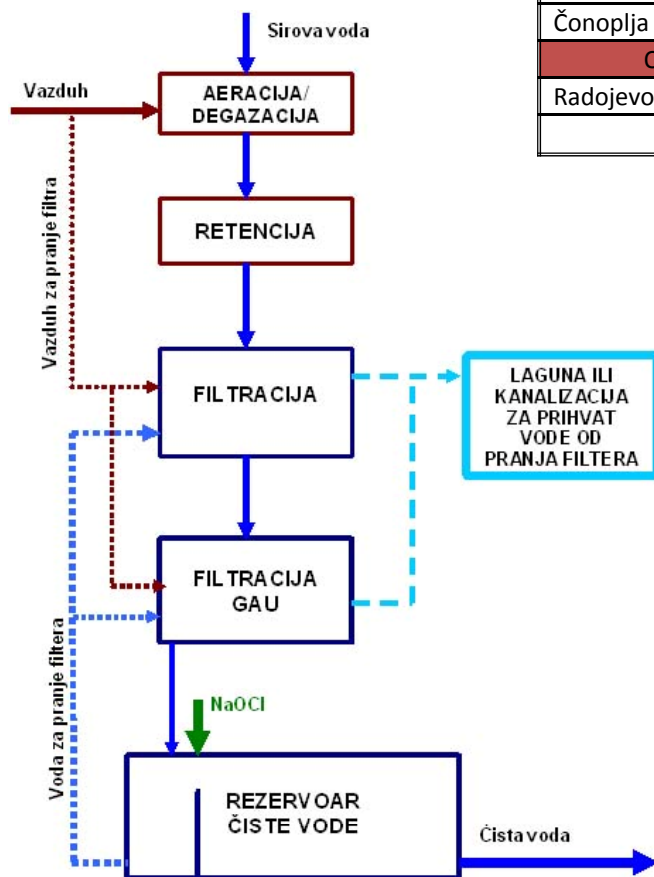 Sirova voda
Vazduh
AERACIJA/
DEGAZACIJA
RETENCIJA
Vazduh za pranje filtra
FILTRACIJA
LAGUNA ILI
KANALIZACIJA
ZA PRIHVAT
VODE OD
PRANJA FILTERA
FILTRACIJA
GAU
Voda za pranje filtera
NaOCl
REZERVOAR
ČISTE VODE
Čista voda
Čonoplja
Radojevo